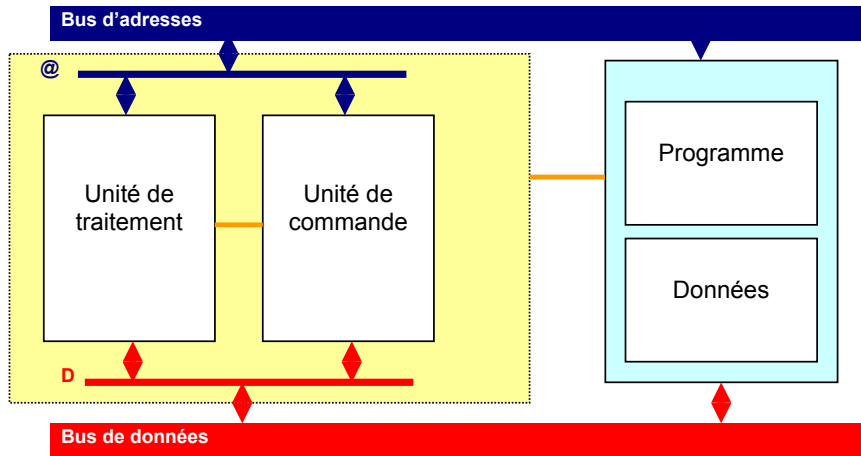 Bus d'adresses
@
Unité de
traitement
Unité de
commande
Programme
Données
D
Bus de données